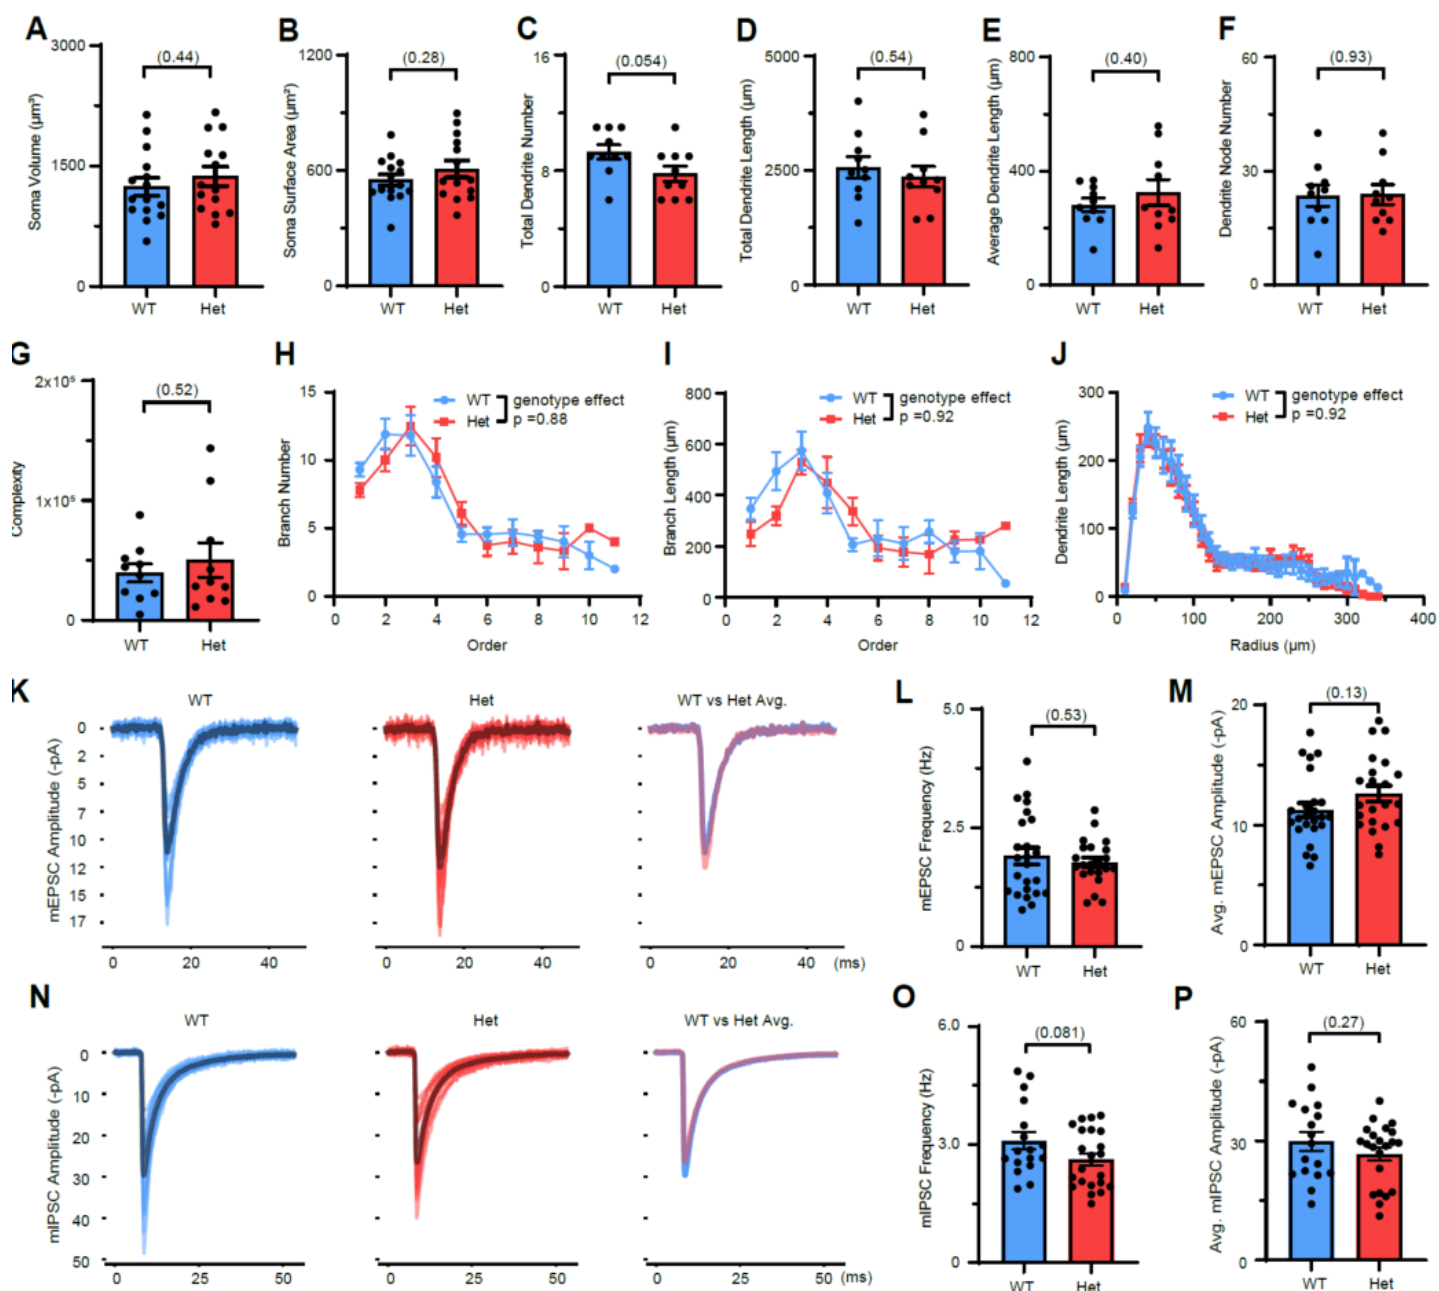 A
B
C
D
E
F
3000
1500
0
Soma Volume (µm³)
(0.44)
WT
Het
1200
600
0
Soma Surface Area (µm²)
(0.28)
WT
Het
16
8
0
Total Dendrite Number
(0.054)
WT
Het
5000
2500
0
Total Dendrite Length (µm)
(0.54)
WT
Het
800
400
0
Average Dendrite Length (µm)
(0.40)
WT
Het
60
30
0
Dendrite Node Number
(0.93)
WT
Het
G
H
I
J
2x10⁵
1x10⁵
0
Complexity
(0.52)
WT
Het
15
10
5
0
Branch Number
WT
Het
genotype effect
p =0.88
0 2 4 6 8 10 12
Order
800
600
400
200
0
Branch Length (µm)
WT
Het
genotype effect
p =0.92
0 2 4 6 8 10 12
Order
300
200
100
0
Dendrite Length (µm)
WT
Het
genotype effect
p =0.92
0 100 200 300 400
Radius (µm)
K
L
M
WT
Het
WT vs Het Avg.
mEPSC Amplitude (-pA)
0
2
5
7
10
12
15
17
0 20 40
0 20 40
0 20 40 (ms)
5.0
2.5
0
mEPSC Frequency (Hz)
(0.53)
WT
Het
20
10
0
Avg. mEPSC Amplitude (-pA)
(0.13)
WT
Het
N
O
P
WT
Het
WT vs Het Avg.
mIPSC Amplitude (-pA)
0
10
20
30
40
50
0 25 50
0 25 50
0 25 50 (ms)
6.0
3.0
0
mIPSC Frequency (Hz)
(0.081)
WT
Het
60
30
0
Avg. mIPSC Amplitude (-pA)
(0.27)
WT
Het